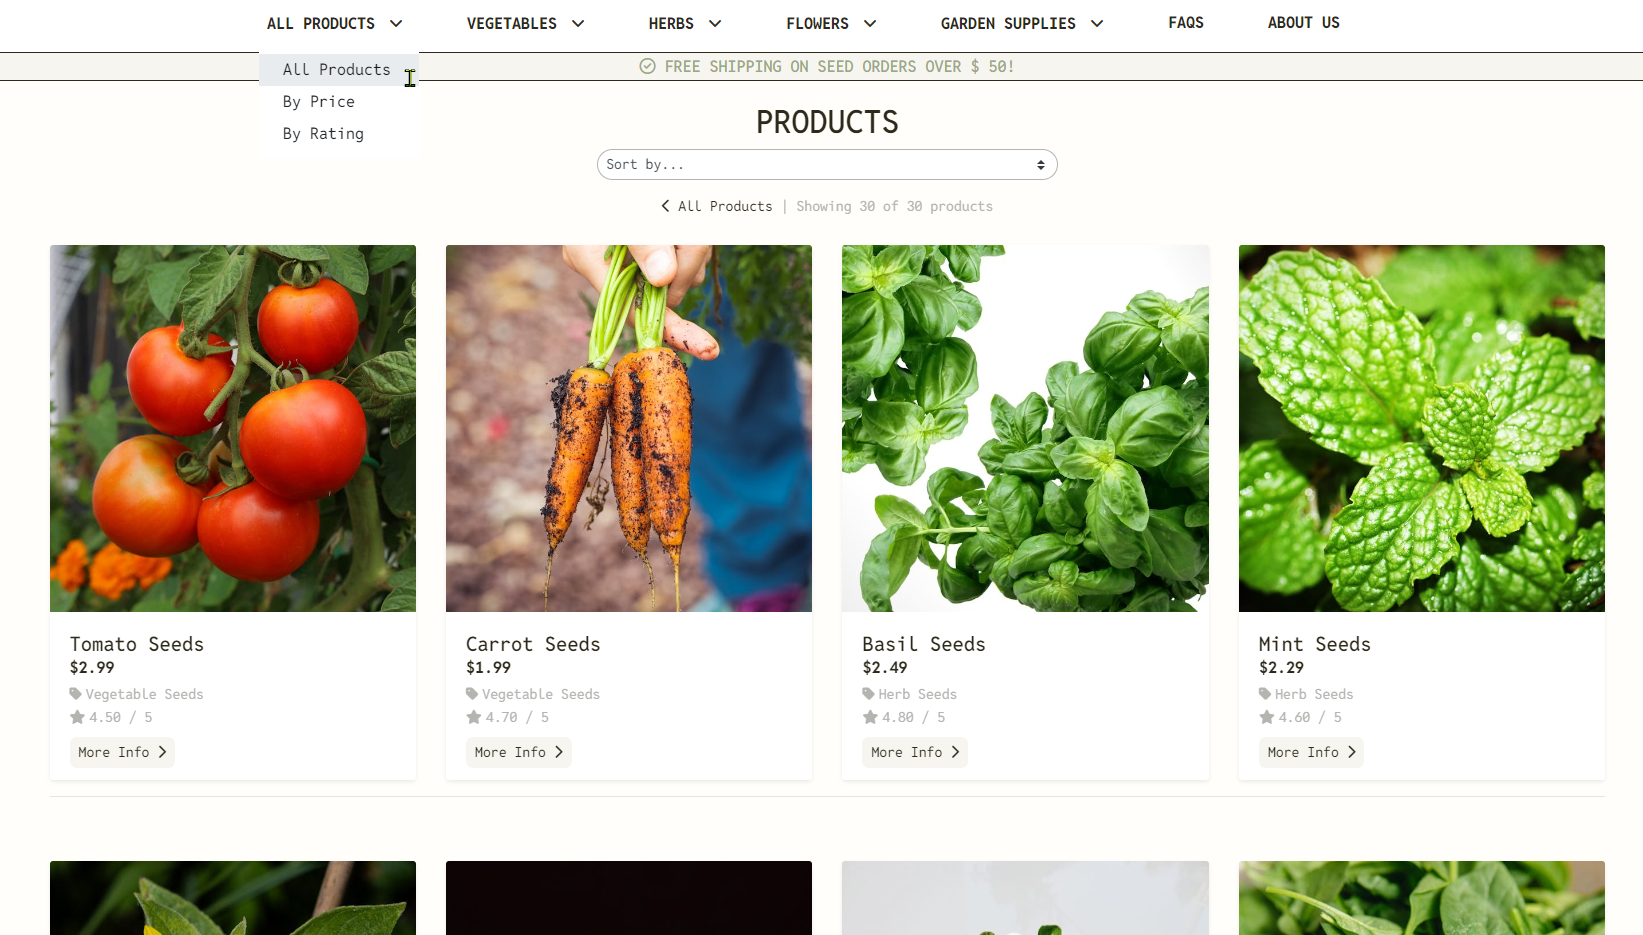 ALL PRODUCTS VEGETABLES HERBS FLOWERS GARDEN SUPPLIES FAQS ABOUT US
All Products
By Price
By Rating
FREE SHIPPING ON SEED ORDERS OVER $ 50!
PRODUCTS
Sort by...
All Products | Showing 30 of 30 products
Tomato Seeds
$2.99
Vegetable Seeds
4.50 / 5
More Info
Carrot Seeds
$1.99
Vegetable Seeds
4.70 / 5
More Info
Basil Seeds
$2.49
Herb Seeds
4.80 / 5
More Info
Mint Seeds
$2.29
Herb Seeds
4.60 / 5
More Info